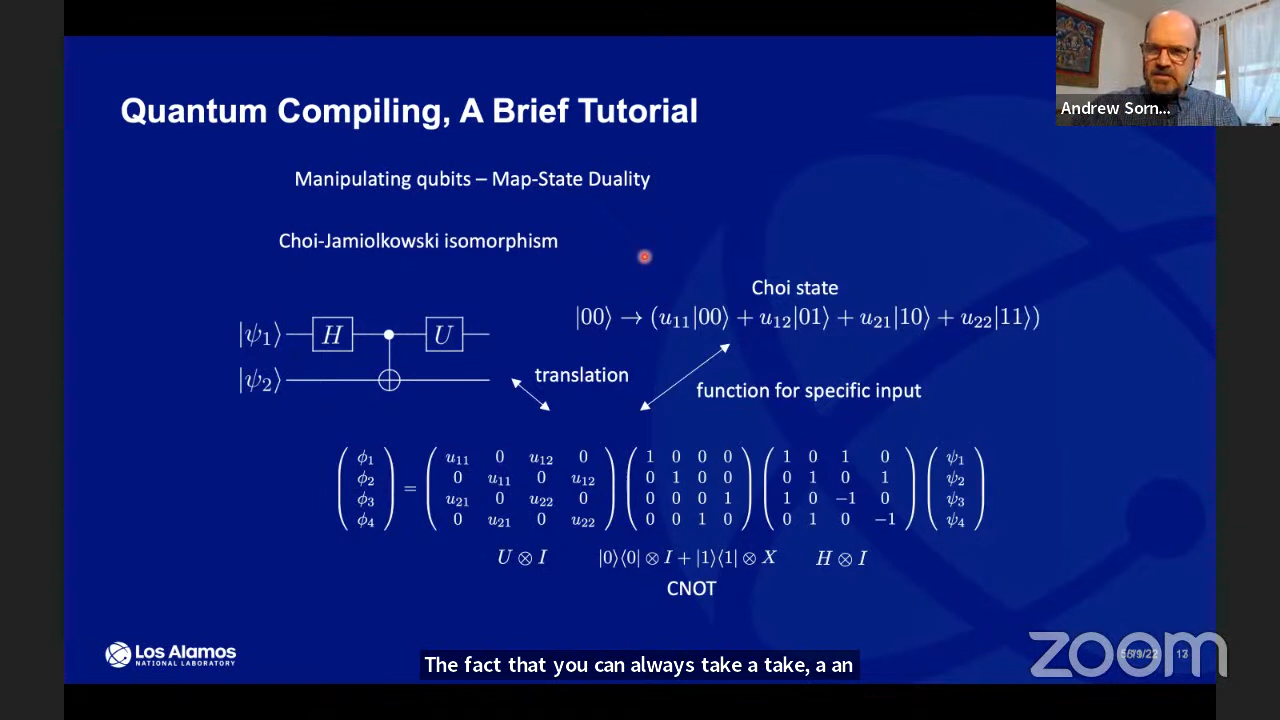 Andrew Sorn...
Quantum Compiling, A Brief Tutorial
Manipulating qubits – Map-State Duality
Choi-Jamiolkowski isomorphism
Choi state
|00⟩ → (u₁₁|00⟩ + u₁₂|01⟩ + u₂₁|10⟩ + u₂₂|11⟩)
|ψ₁⟩ H U
|ψ₂⟩
translation
function for specific input
ϕ₁ u₁₁ 0 u₁₂ 0 1 0 0 0 1 0 1 0 ψ₁
ϕ₂ 0 u₁₁ 0 u₁₂ 0 1 0 0 0 1 0 1 ψ₂
=
ϕ₃ u₂₁ 0 u₂₂ 0 0 0 0 1 1 0 −1 0 ψ₃
ϕ₄ 0 u₂₁ 0 u₂₂ 0 0 1 0 0 1 0 −1 ψ₄
U ⊗ I |0⟩⟨0| ⊗ I + |1⟩⟨1| ⊗ X H ⊗ I
CNOT
Los Alamos
NATIONAL LABORATORY
The fact that you can always take a take, a an
zoom